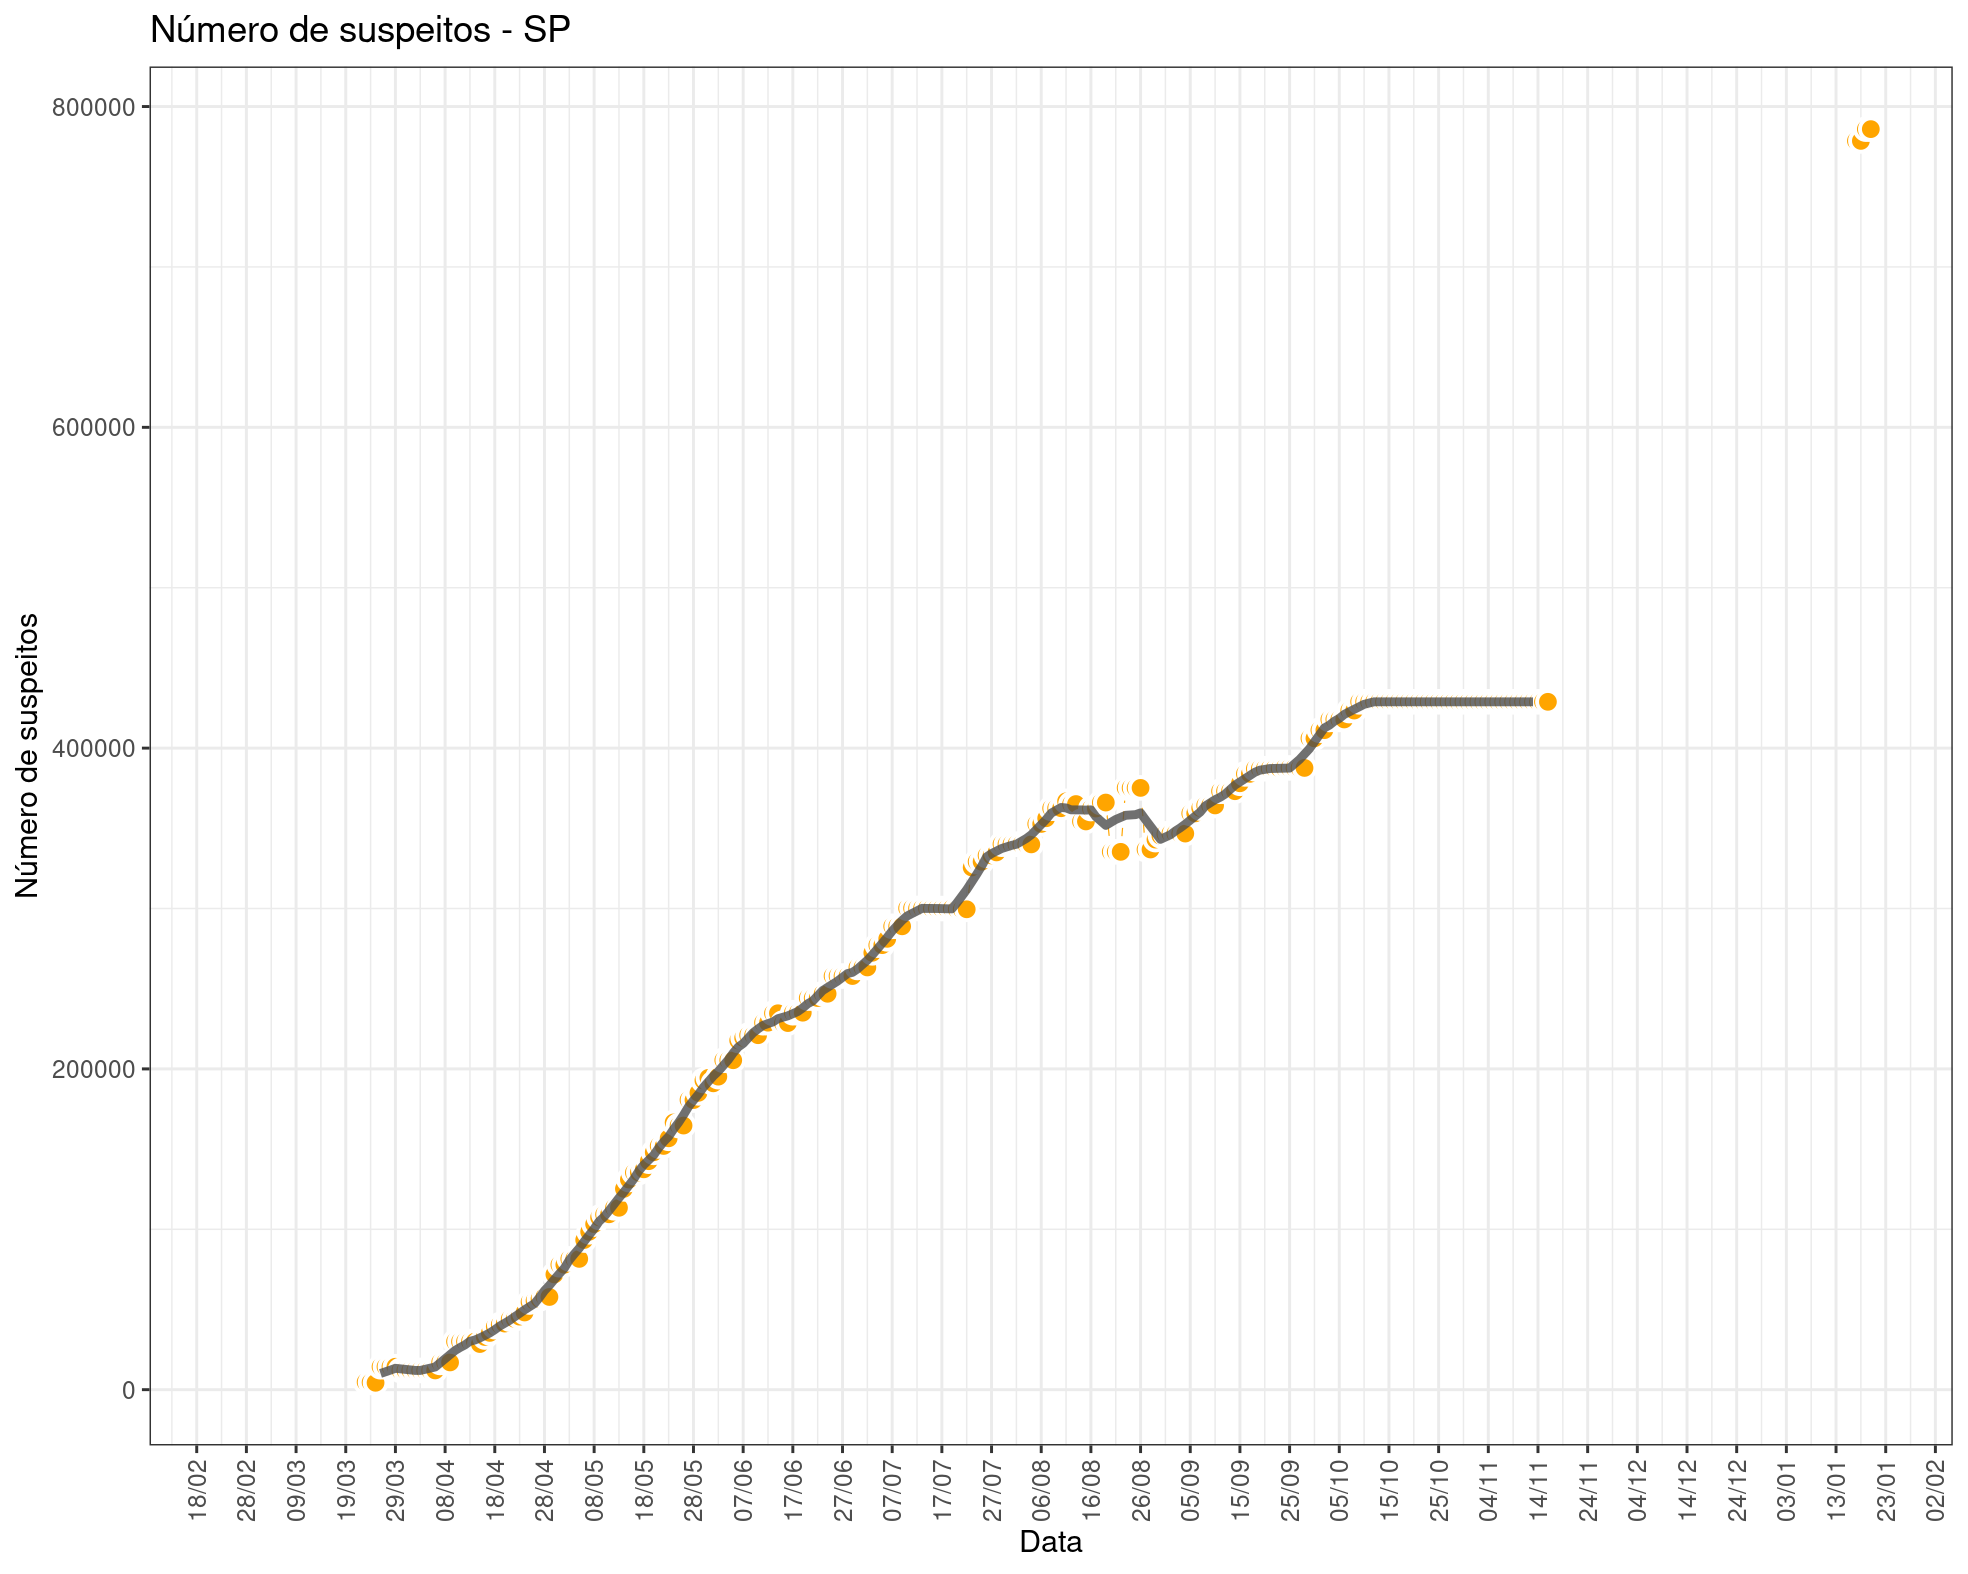 Número de suspeitos - SP
800000
600000
400000
200000
0
Número de suspeitos
18/02 28/02 09/03 19/03 29/03 08/04 18/04 28/04 08/05 18/05 28/05 07/06 17/06 27/06 07/07 17/07 27/07 06/08 16/08 26/08 05/09 15/09 25/09 05/10 15/10 25/10 04/11 14/11 24/11 04/12 14/12 24/12 03/01 13/01 23/01 02/02
Data